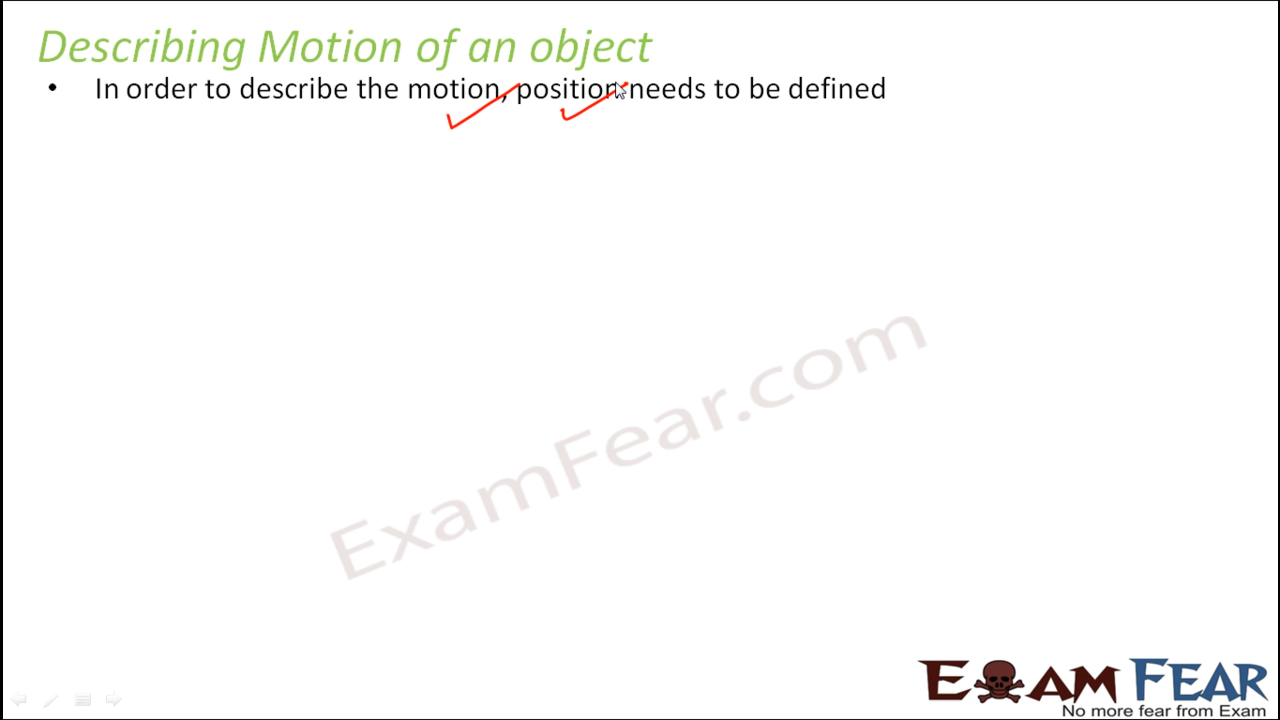 Describing Motion of an object
• In order to describe the motion, position needs to be defined
ExamFear.com
EXAM FEAR
No more fear from Exam